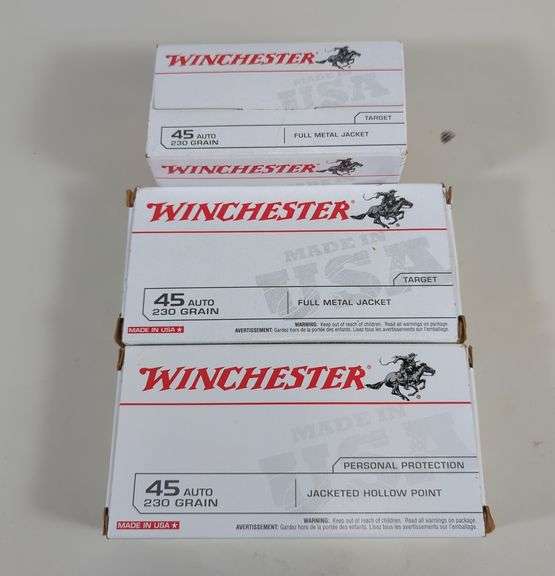 WINCHESTER
MADE IN
USA
TARGET
45 AUTO
230 GRAIN
FULL METAL JACKET
WINCHESTER
WINCHESTER
MADE IN
USA
TARGET
45 AUTO
230 GRAIN
FULL METAL JACKET
MADE IN USA
WARNING: Keep out of reach of children. Read all warnings on package.
AVERTISSEMENT: Gardez hors de la portée des enfants. Lisez tous les avertissements sur l'emballage.
WINCHESTER
MADE IN
USA
PERSONAL PROTECTION
45 AUTO
230 GRAIN
JACKETED HOLLOW POINT
MADE IN USA
WARNING: Keep out of reach of children. Read all warnings on package.
AVERTISSEMENT: Gardez hors de la portée des enfants. Lisez tous les avertissements sur l'emballage.